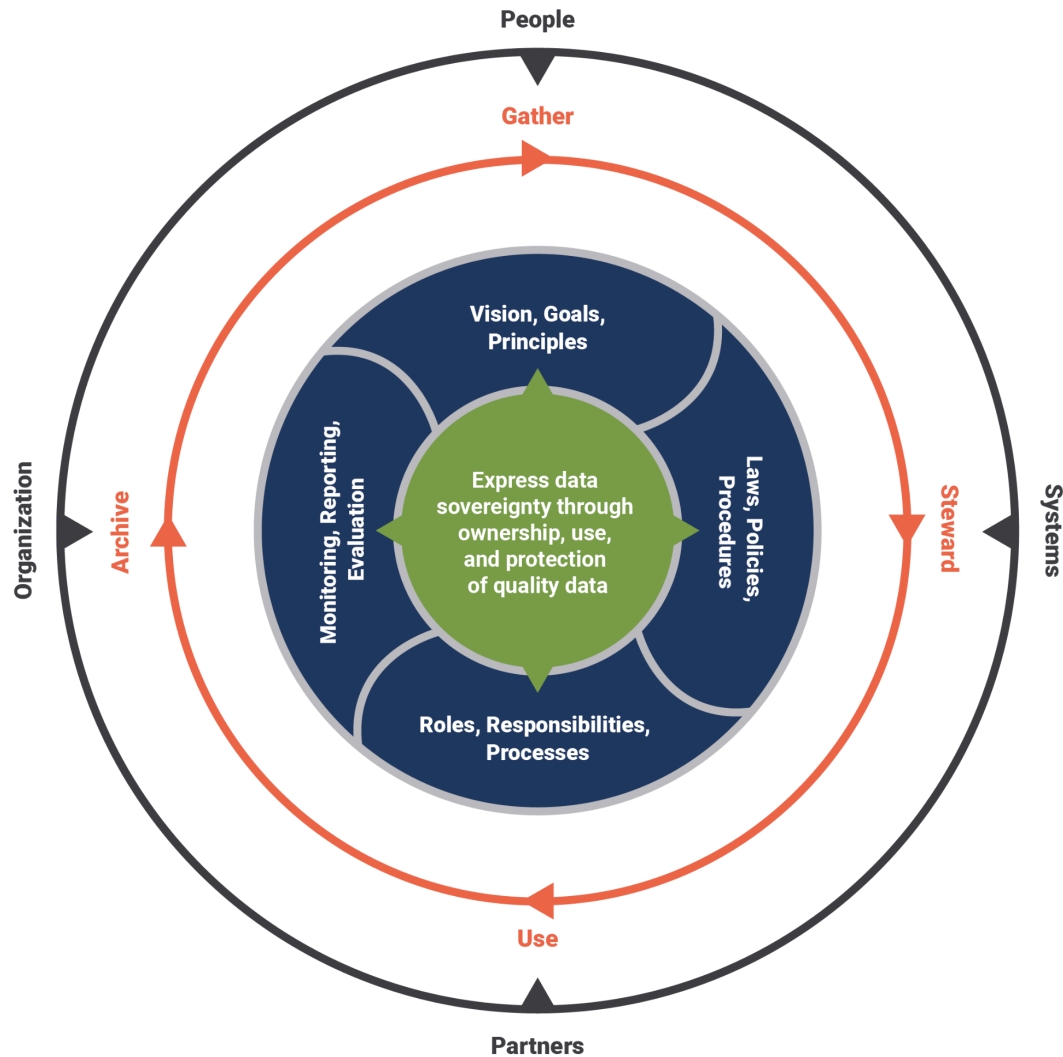 People
Gather
Vision, Goals,
Principles
Organization
Archive
Monitoring, Reporting,
Evaluation
Express data
sovereignty through
ownership, use,
and protection
of quality data
Laws, Policies,
Procedures
Steward
Systems
Roles, Responsibilities,
Processes
Use
Partners